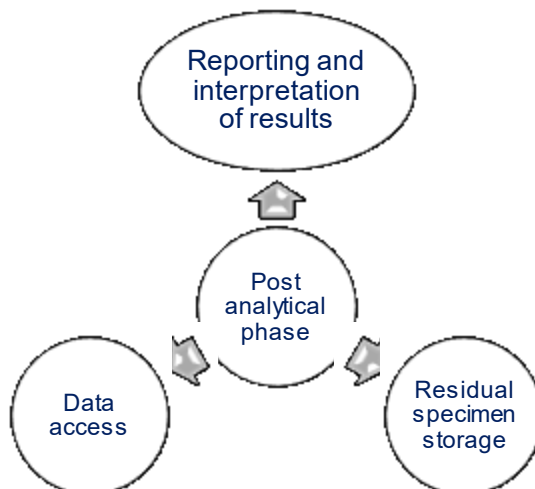 Reporting and
interpretation
of results
Post
analytical
phase
Data
access
Residual
specimen
storage